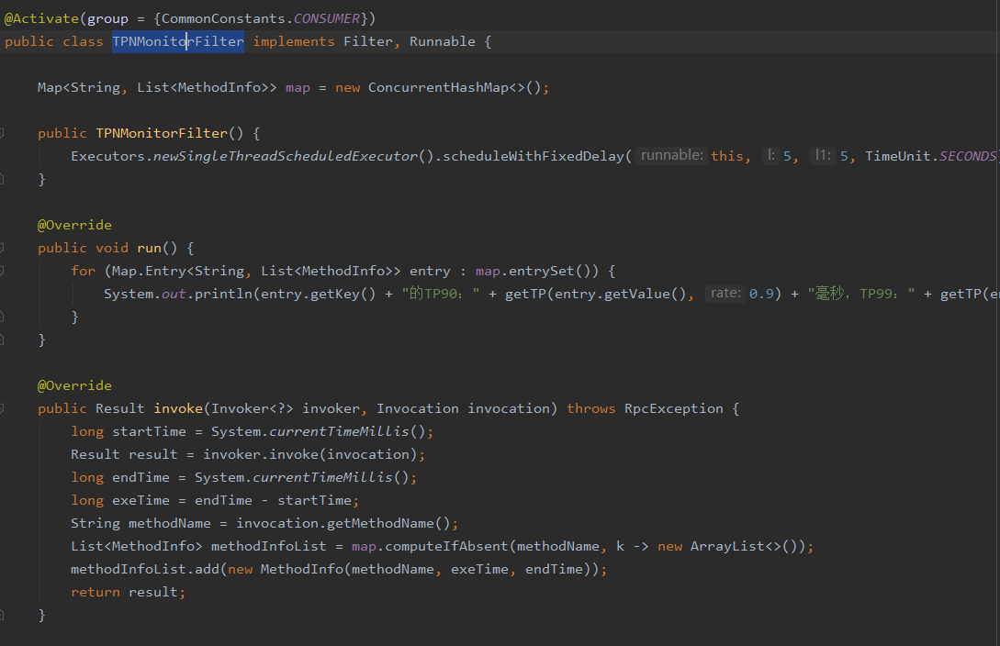 @Activate(group = {CommonConstants.CONSUMER})
public class TPNMonitorFilter implements Filter, Runnable {
Map<String, List<MethodInfo>> map = new ConcurrentHashMap<>();
public TPNMonitorFilter() {
Executors.newSingleThreadScheduledExecutor().scheduleWithFixedDelay( runnable: this, l: 5, l1: 5, TimeUnit.SECONDS
}
@Override
public void run() {
for (Map.Entry<String, List<MethodInfo>> entry : map.entrySet()) {
System.out.println(entry.getKey() + "的TP90：" + getTP(entry.getValue(), rate: 0.9) + "毫秒，TP99：" + getTP(e
}
}
@Override
public Result invoke(Invoker<?> invoker, Invocation invocation) throws RpcException {
long startTime = System.currentTimeMillis();
Result result = invoker.invoke(invocation);
long endTime = System.currentTimeMillis();
long exeTime = endTime - startTime;
String methodName = invocation.getMethodName();
List<MethodInfo> methodInfoList = map.computeIfAbsent(methodName, k -> new ArrayList<>());
methodInfoList.add(new MethodInfo(methodName, exeTime, endTime));
return result;
}